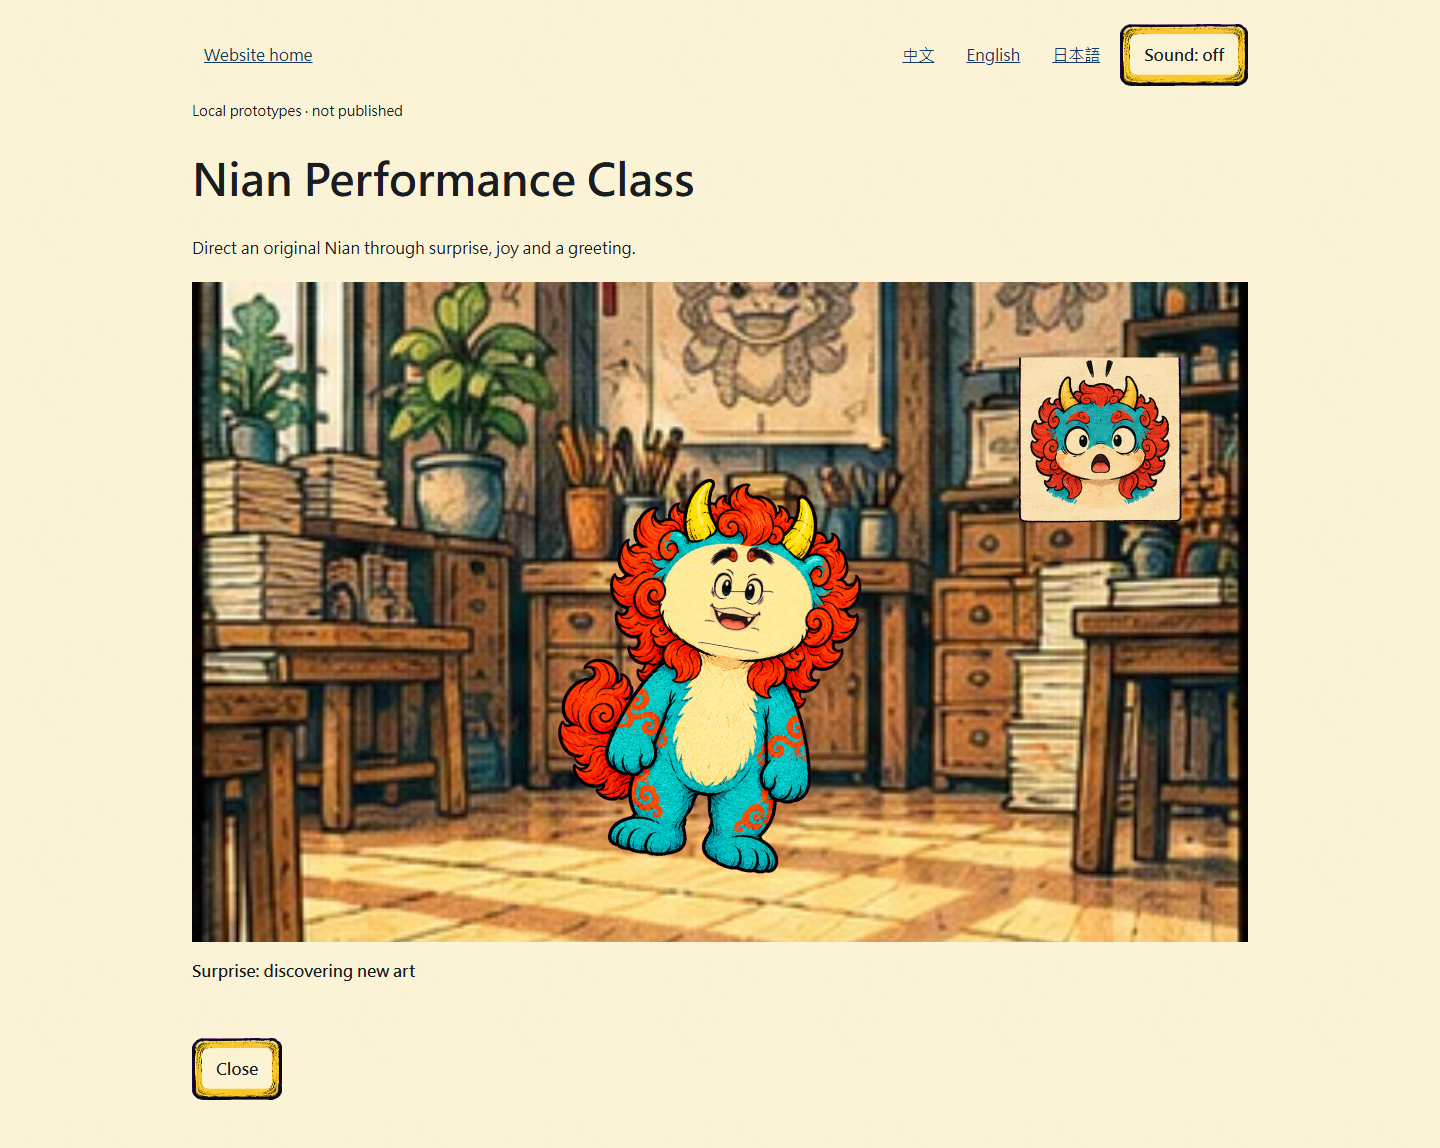 Website home
中文 English 日本語 Sound: off
Local prototypes · not published
Nian Performance Class
Direct an original Nian through surprise, joy and a greeting.
Surprise: discovering new art
Close